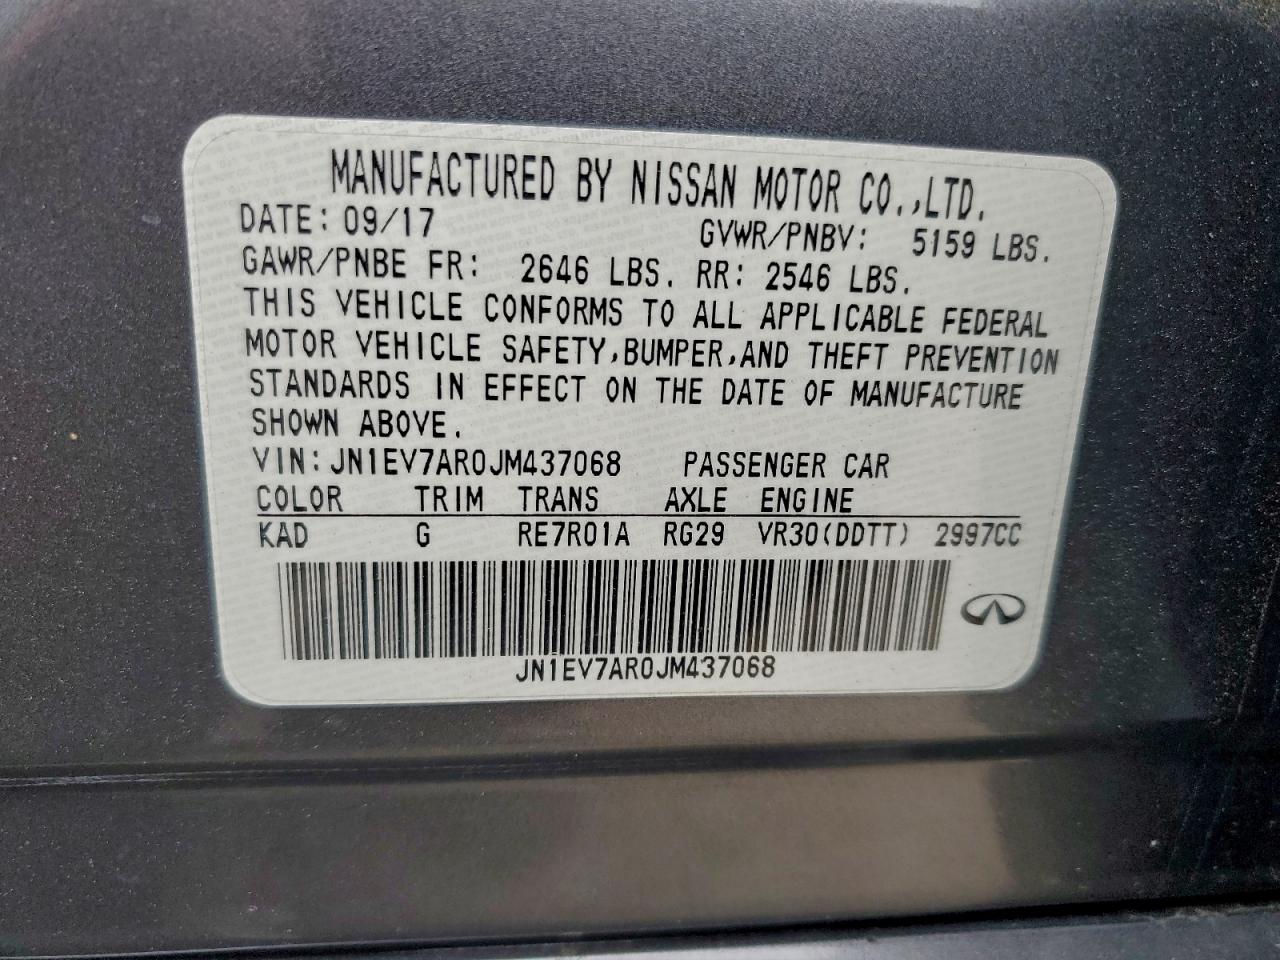 MANUFACTURED BY NISSAN MOTOR CO.,LTD.
DATE: 09/17 GVWR/PNBV: 5159 LBS.
GAWR/PNBE FR: 2646 LBS. RR: 2546 LBS.
THIS VEHICLE CONFORMS TO ALL APPLICABLE FEDERAL
MOTOR VEHICLE SAFETY,BUMPER,AND THEFT PREVENTION
STANDARDS IN EFFECT ON THE DATE OF MANUFACTURE
SHOWN ABOVE.
VIN: JN1EV7AR0JM437068 PASSENGER CAR
COLOR TRIM TRANS AXLE ENGINE
KAD G RE7R01A RG29 VR30(DDTT) 2997CC
JN1EV7AR0JM437068